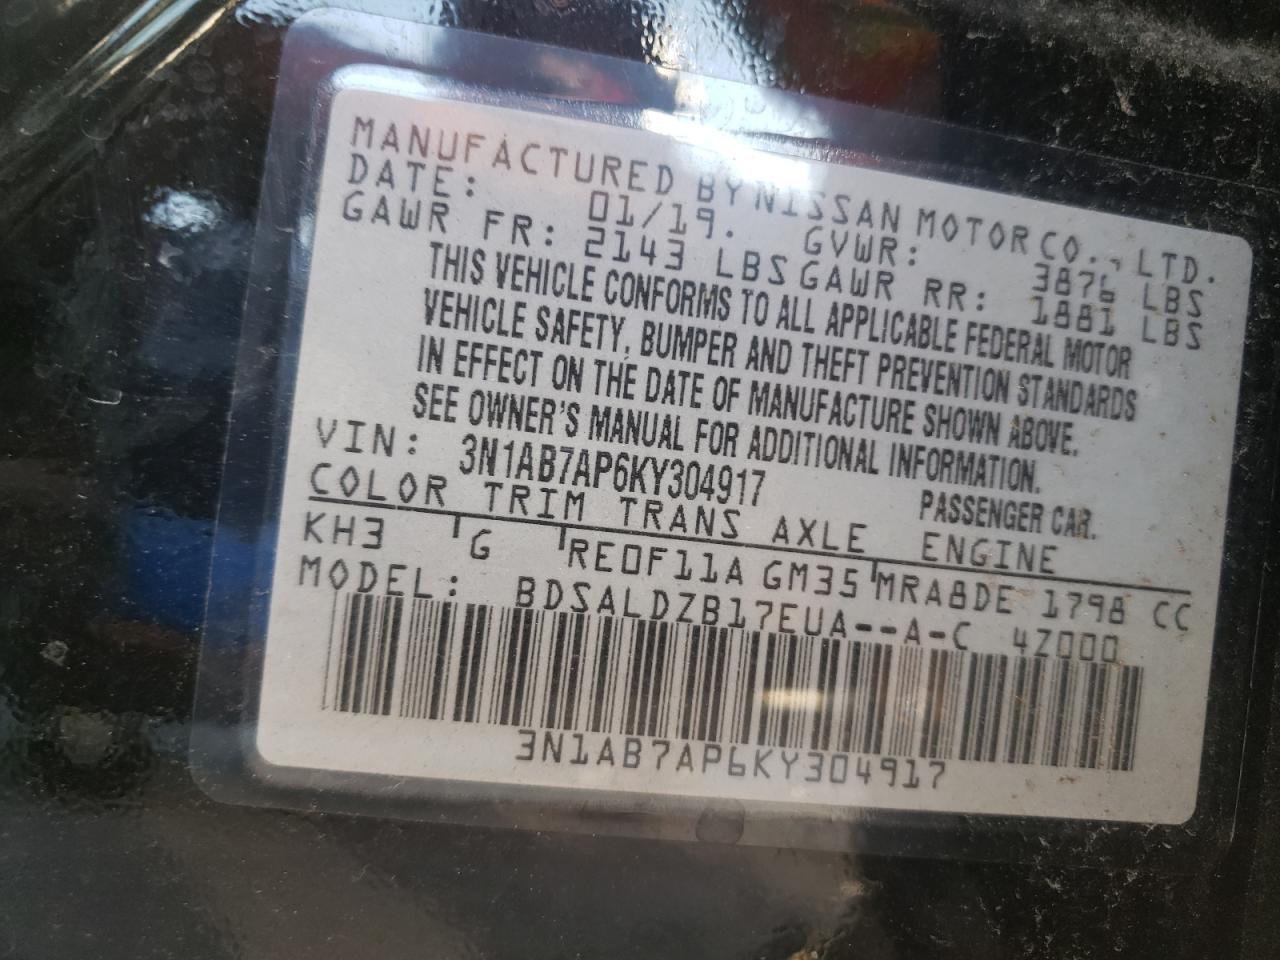 MANUFACTURED BY NISSAN MOTOR CO., LTD.
DATE: 01/19. GVWR: 3876 LBS
GAWR FR: 2143 LBS GAWR RR: 1881 LBS
THIS VEHICLE CONFORMS TO ALL APPLICABLE FEDERAL MOTOR
VEHICLE SAFETY, BUMPER AND THEFT PREVENTION STANDARDS
IN EFFECT ON THE DATE OF MANUFACTURE SHOWN ABOVE.
SEE OWNER'S MANUAL FOR ADDITIONAL INFORMATION.
VIN: 3N1AB7AP6KY304917 PASSENGER CAR.
COLOR TRIM TRANS AXLE ENGINE
KH3 G RE0F11A GM35 MRA8DE 1798 CC
MODEL: BDSALDZB17EUA--A-C 4Z000
3N1AB7AP6KY304917